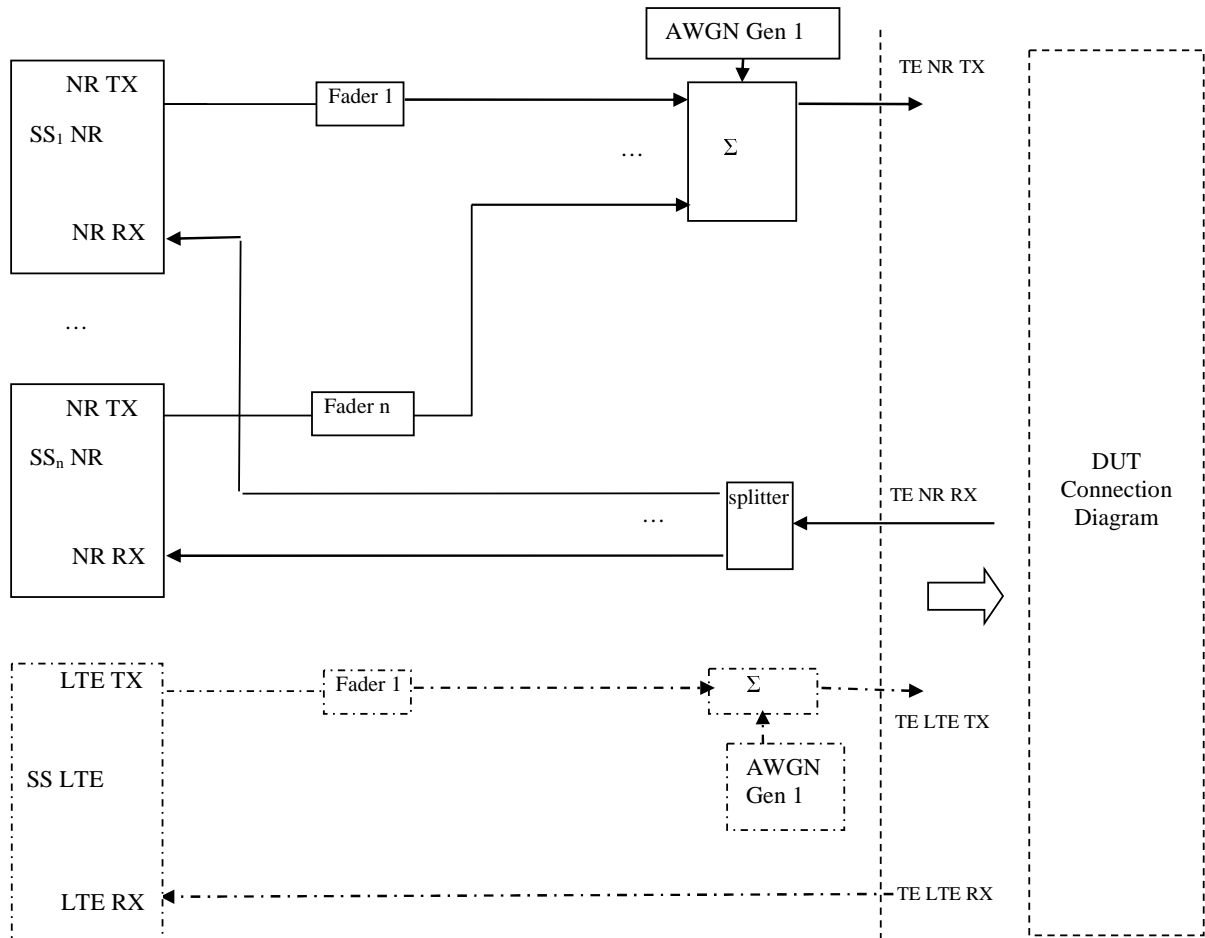 AWGN Gen 1
NR TX
TE NR TX
Fader 1
SS₁ NR
…
Σ
NR RX
…
NR TX
Fader n
SSₙ NR
DUT
Connection
Diagram
splitter
TE NR RX
…
NR RX
LTE TX
Fader 1
Σ
TE LTE TX
SS LTE
AWGN
Gen 1
LTE RX
TE LTE RX